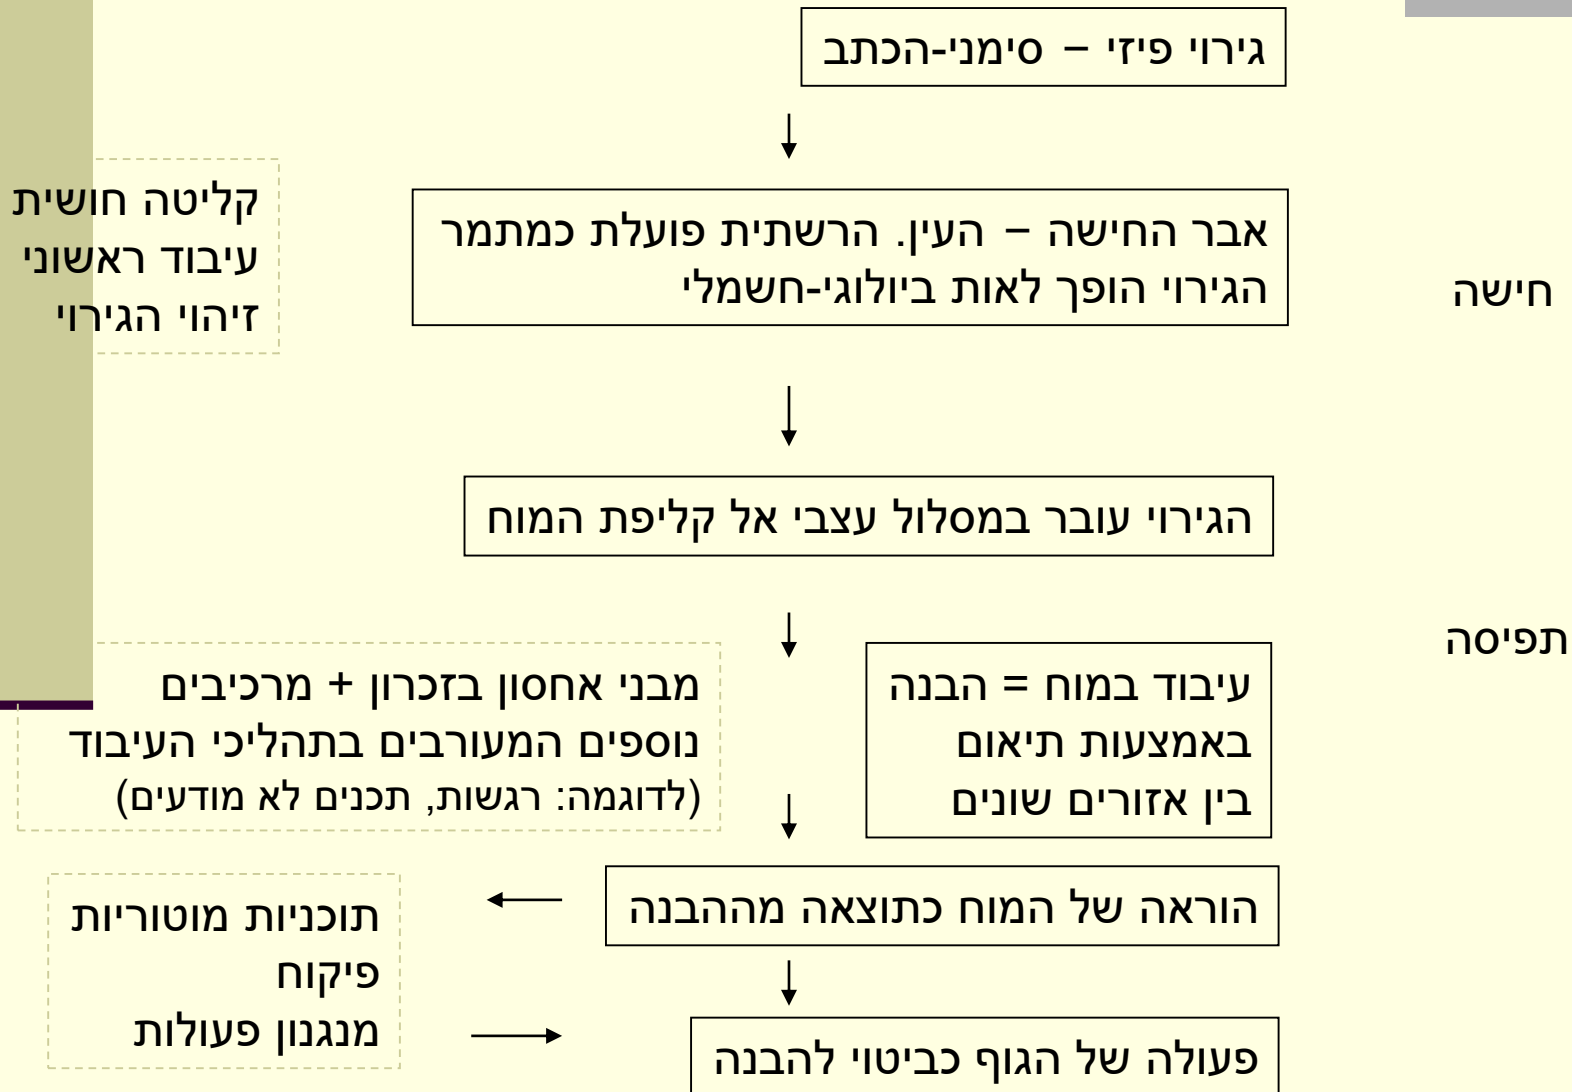 גירוי פיזי – סימני-הכתב
אבר החישה – העין. הרשתית פועלת כמתמר
הגירוי הופך לאות ביולוגי-חשמלי
קליטה חושית
עיבוד ראשוני
זיהוי הגירוי
חישה
הגירוי עובר במסלול עצבי אל קליפת המוח
תפיסה
עיבוד במוח = הבנה
באמצעות תיאום
בין אזורים שונים
מבני אחסון בזכרון + מרכיבים
נוספים המעורבים בתהליכי העיבוד
(לדוגמה: רגשות, תכנים לא מודעים)
הוראה של המוח כתוצאה מההבנה
תוכניות מוטוריות
פיקוח
מנגנון פעולות
פעולה של הגוף כביטוי להבנה